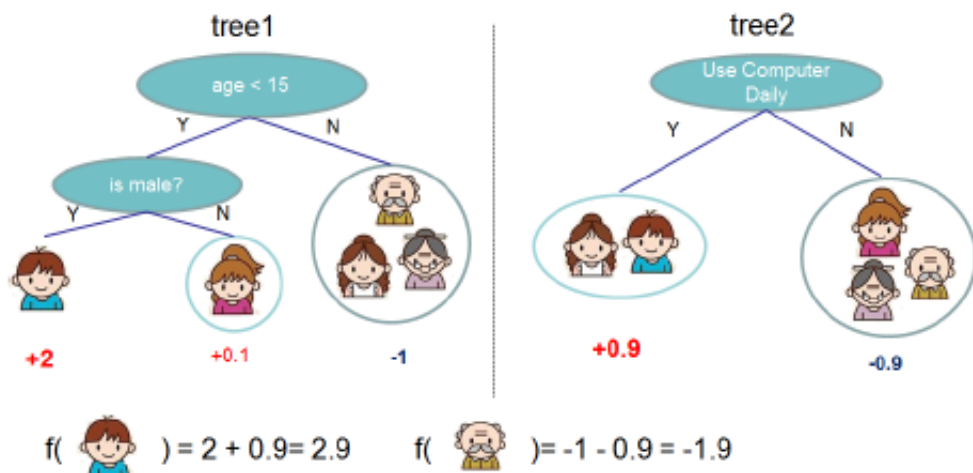 tree1
age < 15
Y
N
is male?
Y
N
+2
+0.1
-1
tree2
Use Computer
Daily
Y
N
+0.9
-0.9
f( ) = 2 + 0.9= 2.9
f( )= -1 - 0.9 = -1.9